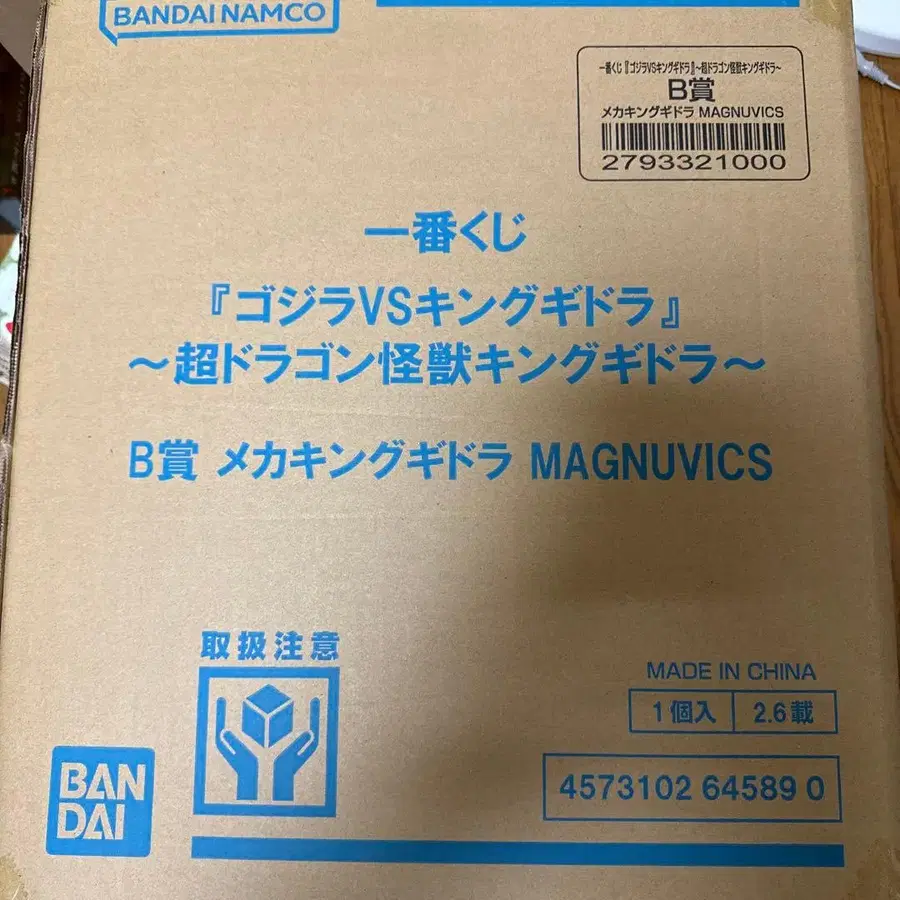 BANDAI NAMCO
一番くじ『ゴジラVSキングギドラ』~超ドラゴン怪獣キングギドラ~
B賞
メカキングギドラ MAGNUVICS
2793321000
一番くじ
『ゴジラVSキングギドラ』
~超ドラゴン怪獣キングギドラ~
B賞 メカキングギドラ MAGNUVICS
取扱注意
MADE IN CHINA
1個入 2.6載
4573102 64589 0
BAN
DAI